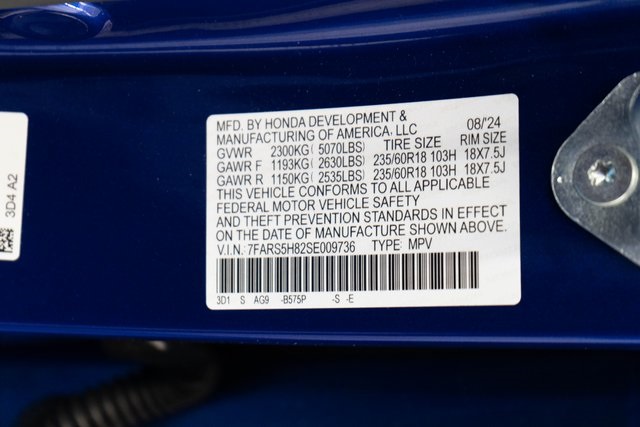 MFD. BY HONDA DEVELOPMENT &
MANUFACTURING OF AMERICA, LLC 08/'24
GVWR 2300KG( 5070LBS) TIRE SIZE RIM SIZE
GAWR F 1193KG( 2630LBS) 235/60R18 103H 18X7.5J
GAWR R 1150KG( 2535LBS) 235/60R18 103H 18X7.5J
THIS VEHICLE CONFORMS TO ALL APPLICABLE
FEDERAL MOTOR VEHICLE SAFETY
AND THEFT PREVENTION STANDARDS IN EFFECT
ON THE DATE OF MANUFACTURE SHOWN ABOVE.
V.I.N. 7FARS5H82SE009736 TYPE: MPV
3D1 S AG9 -B575P -S -E
3D4 A2